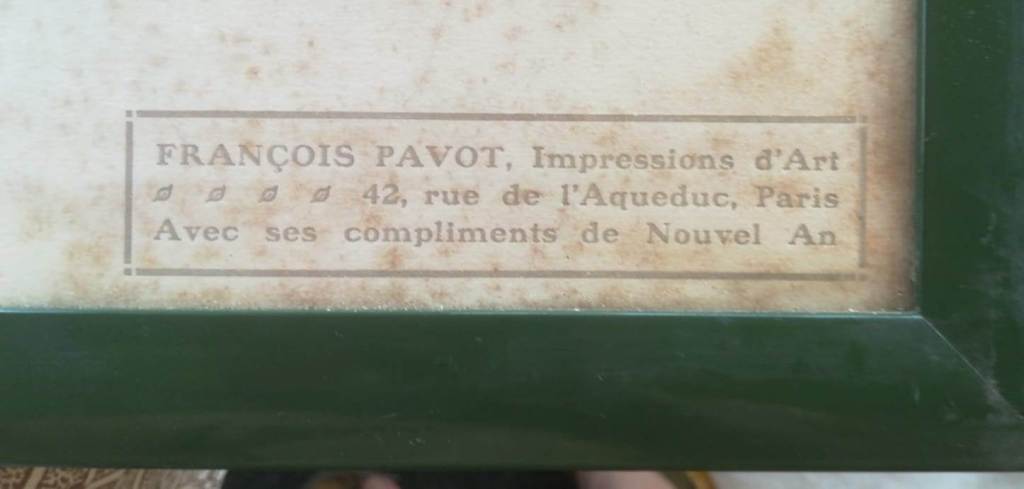 FRANÇOIS PAVOT, Impressions d'Art
42, rue de l'Aqueduc, Paris
Avec ses compliments de Nouvel An